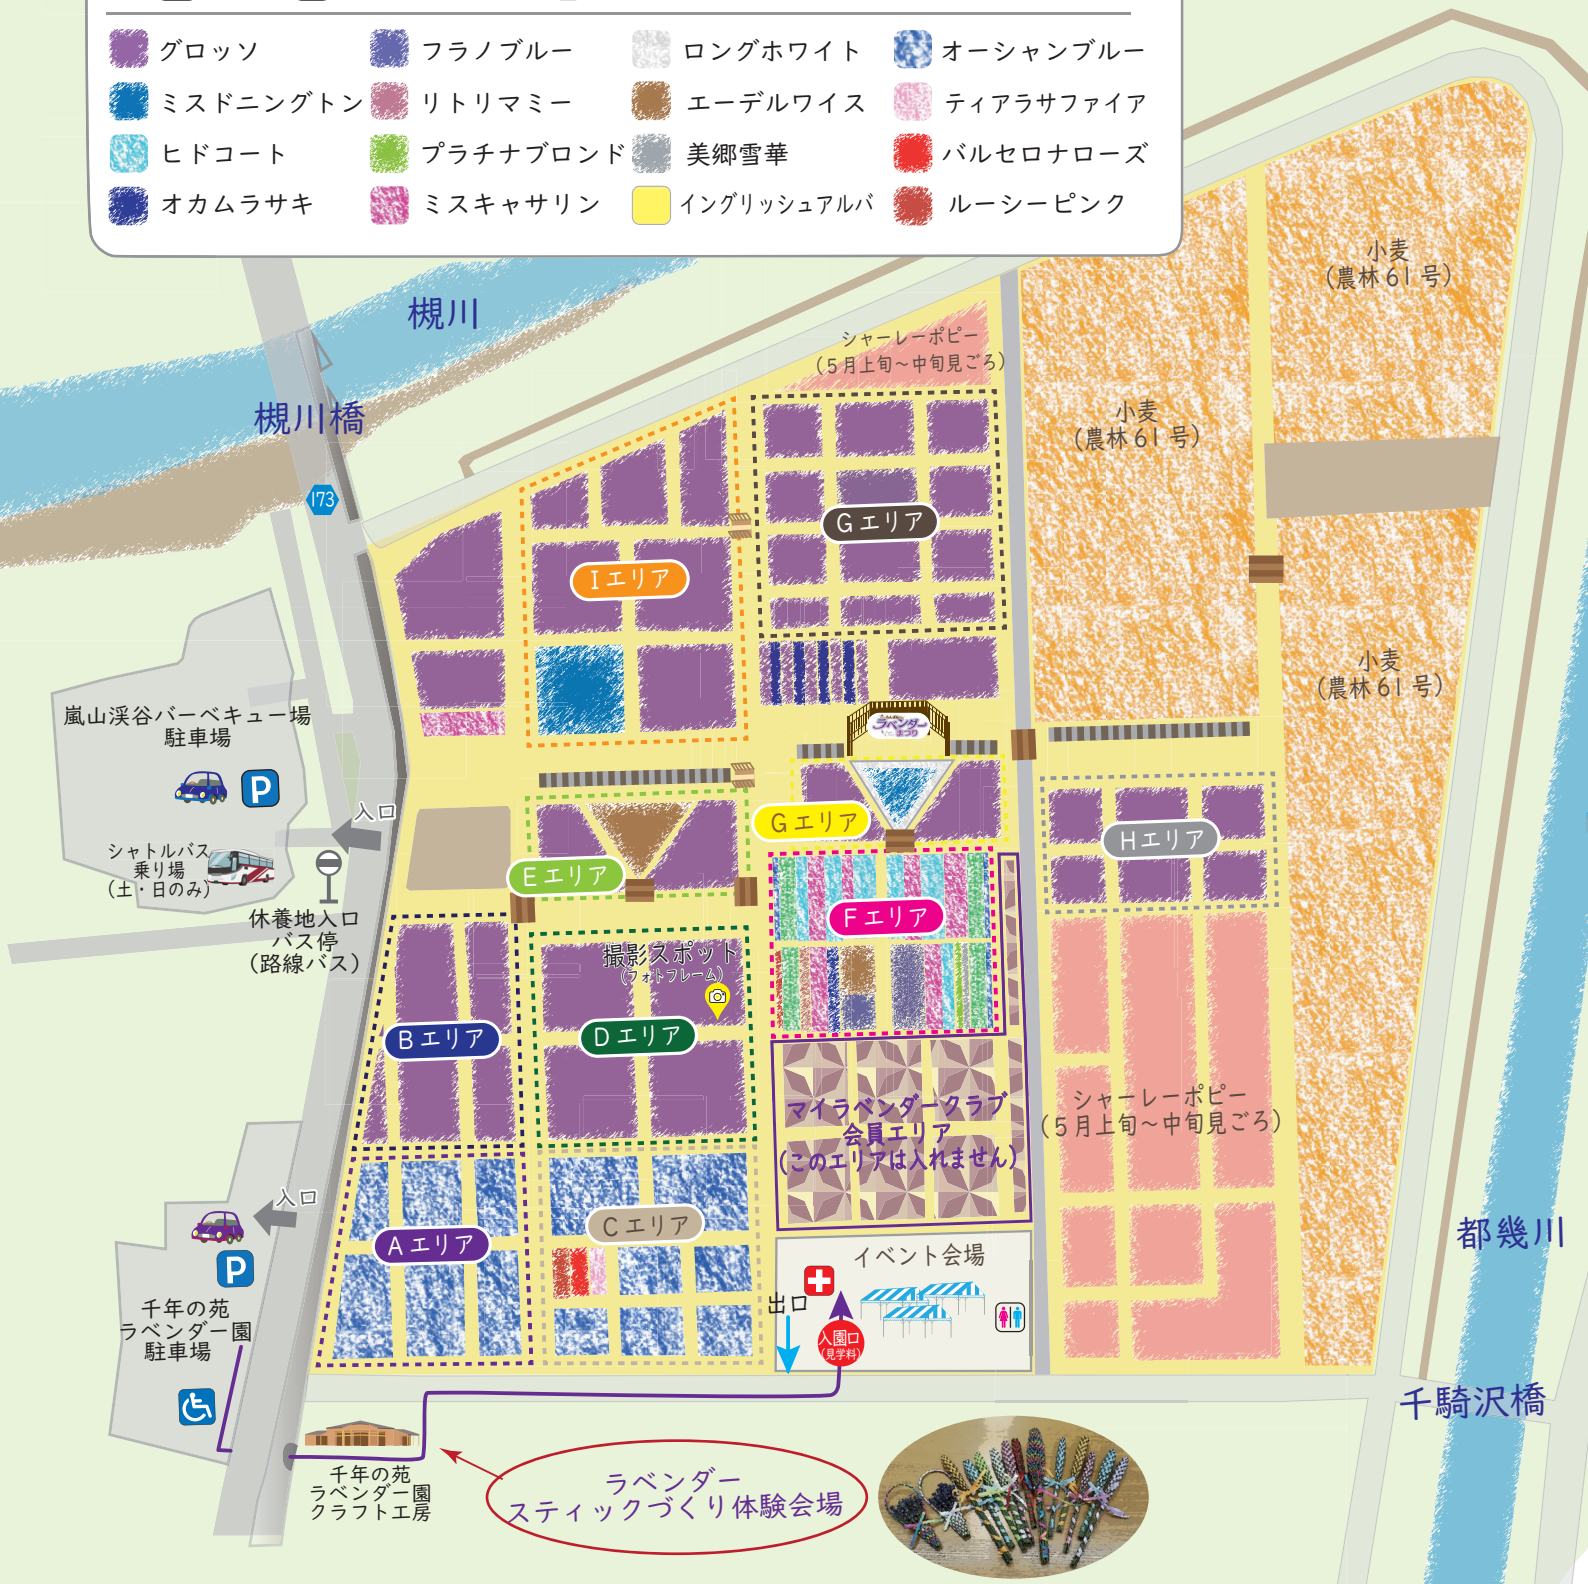 グロッソ
フラノブルー
ロングホワイト
オーシャンブルー
ミスドニングトン
リトリマミー
エーデルワイス
ティアラサファイア
ヒドコート
プラチナブロンド
美郷雪華
バルセロナローズ
オカムラサキ
ミスキャサリン
イングリッシュアルバ
ルーシーピンク
槻川
槻川橋
173
シャーレーポピー
(5月上旬～中旬見ごろ)
小麦
(農林61号)
小麦
(農林61号)
小麦
(農林61号)
Gエリア
Iエリア
ラベンダー
まつり
嵐山渓谷バーベキュー場
駐車場
P
入口
シャトルバス
乗り場
(土・日のみ)
休養地入口
バス停
(路線バス)
Gエリア
Hエリア
Eエリア
Fエリア
撮影スポット
(フォトフレーム)
Bエリア
Dエリア
マイラベンダークラブ
会員エリア
(このエリアは入れません)
シャーレーポピー
(5月上旬～中旬見ごろ)
入口
P
Aエリア
Cエリア
イベント会場
出口
入園口
(見学料)
千年の苑
ラベンダー園
駐車場
都幾川
千騎沢橋
千年の苑
ラベンダー園
クラフト工房
ラベンダー
スティックづくり体験会場